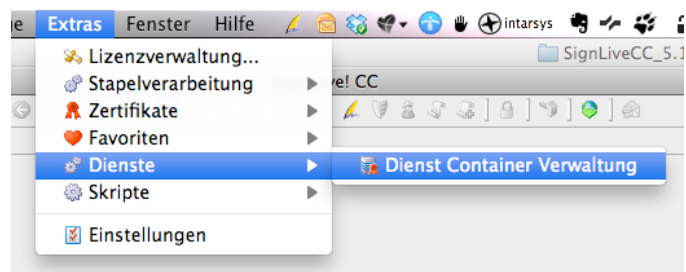 Extras Fenster Hilfe intarsys
Lizenzverwaltung... SignLiveCC_5.1
Stapelverarbeitung ve! CC
Zertifikate
Favoriten
Dienste Dienst Container Verwaltung
Skripte
Einstellungen